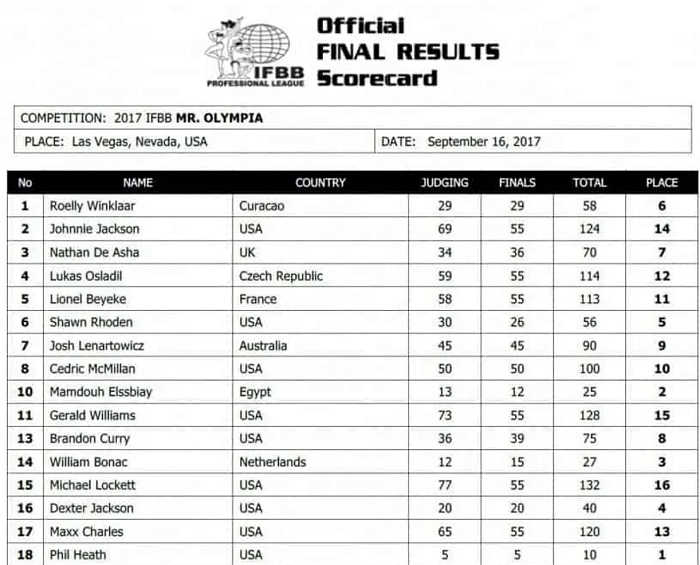 Official
FINAL RESULTS
Scorecard
IFBB
PROFESSIONAL LEAGUE
COMPETITION: 2017 IFBB MR. OLYMPIA
PLACE: Las Vegas, Nevada, USA DATE: September 16, 2017
No NAME COUNTRY JUDGING FINALS TOTAL PLACE
1 Roelly Winklaar Curacao 29 29 58 6
2 Johnnie Jackson USA 69 55 124 14
3 Nathan De Asha UK 34 36 70 7
4 Lukas Osladil Czech Republic 59 55 114 12
5 Lionel Beyeke France 58 55 113 11
6 Shawn Rhoden USA 30 26 56 5
7 Josh Lenartowicz Australia 45 45 90 9
8 Cedric McMillan USA 50 50 100 10
10 Mamdouh Elssbiay Egypt 13 12 25 2
11 Gerald Williams USA 73 55 128 15
13 Brandon Curry USA 36 39 75 8
14 William Bonac Netherlands 12 15 27 3
15 Michael Lockett USA 77 55 132 16
16 Dexter Jackson USA 20 20 40 4
17 Maxx Charles USA 65 55 120 13
18 Phil Heath USA 5 5 10 1